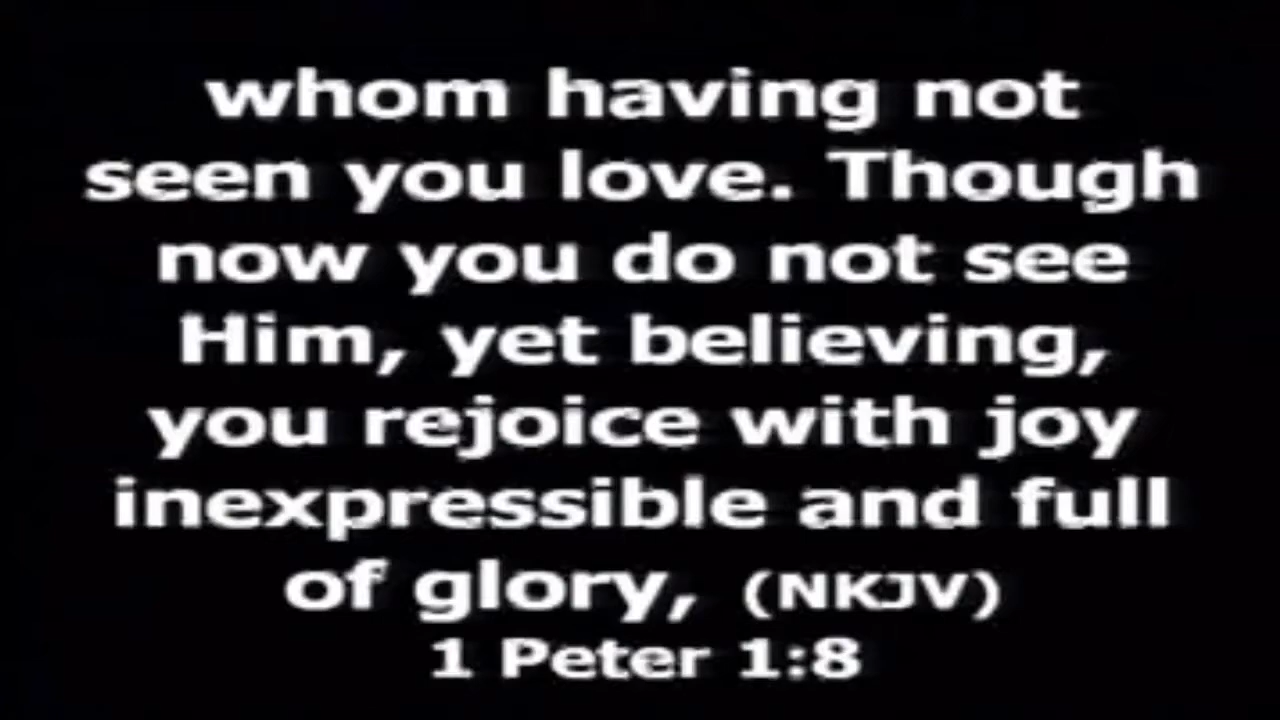 whom having not
seen you love. Though
now you do not see
Him, yet believing,
you rejoice with joy
inexpressible and full
of glory, (NKJV)
1 Peter 1:8